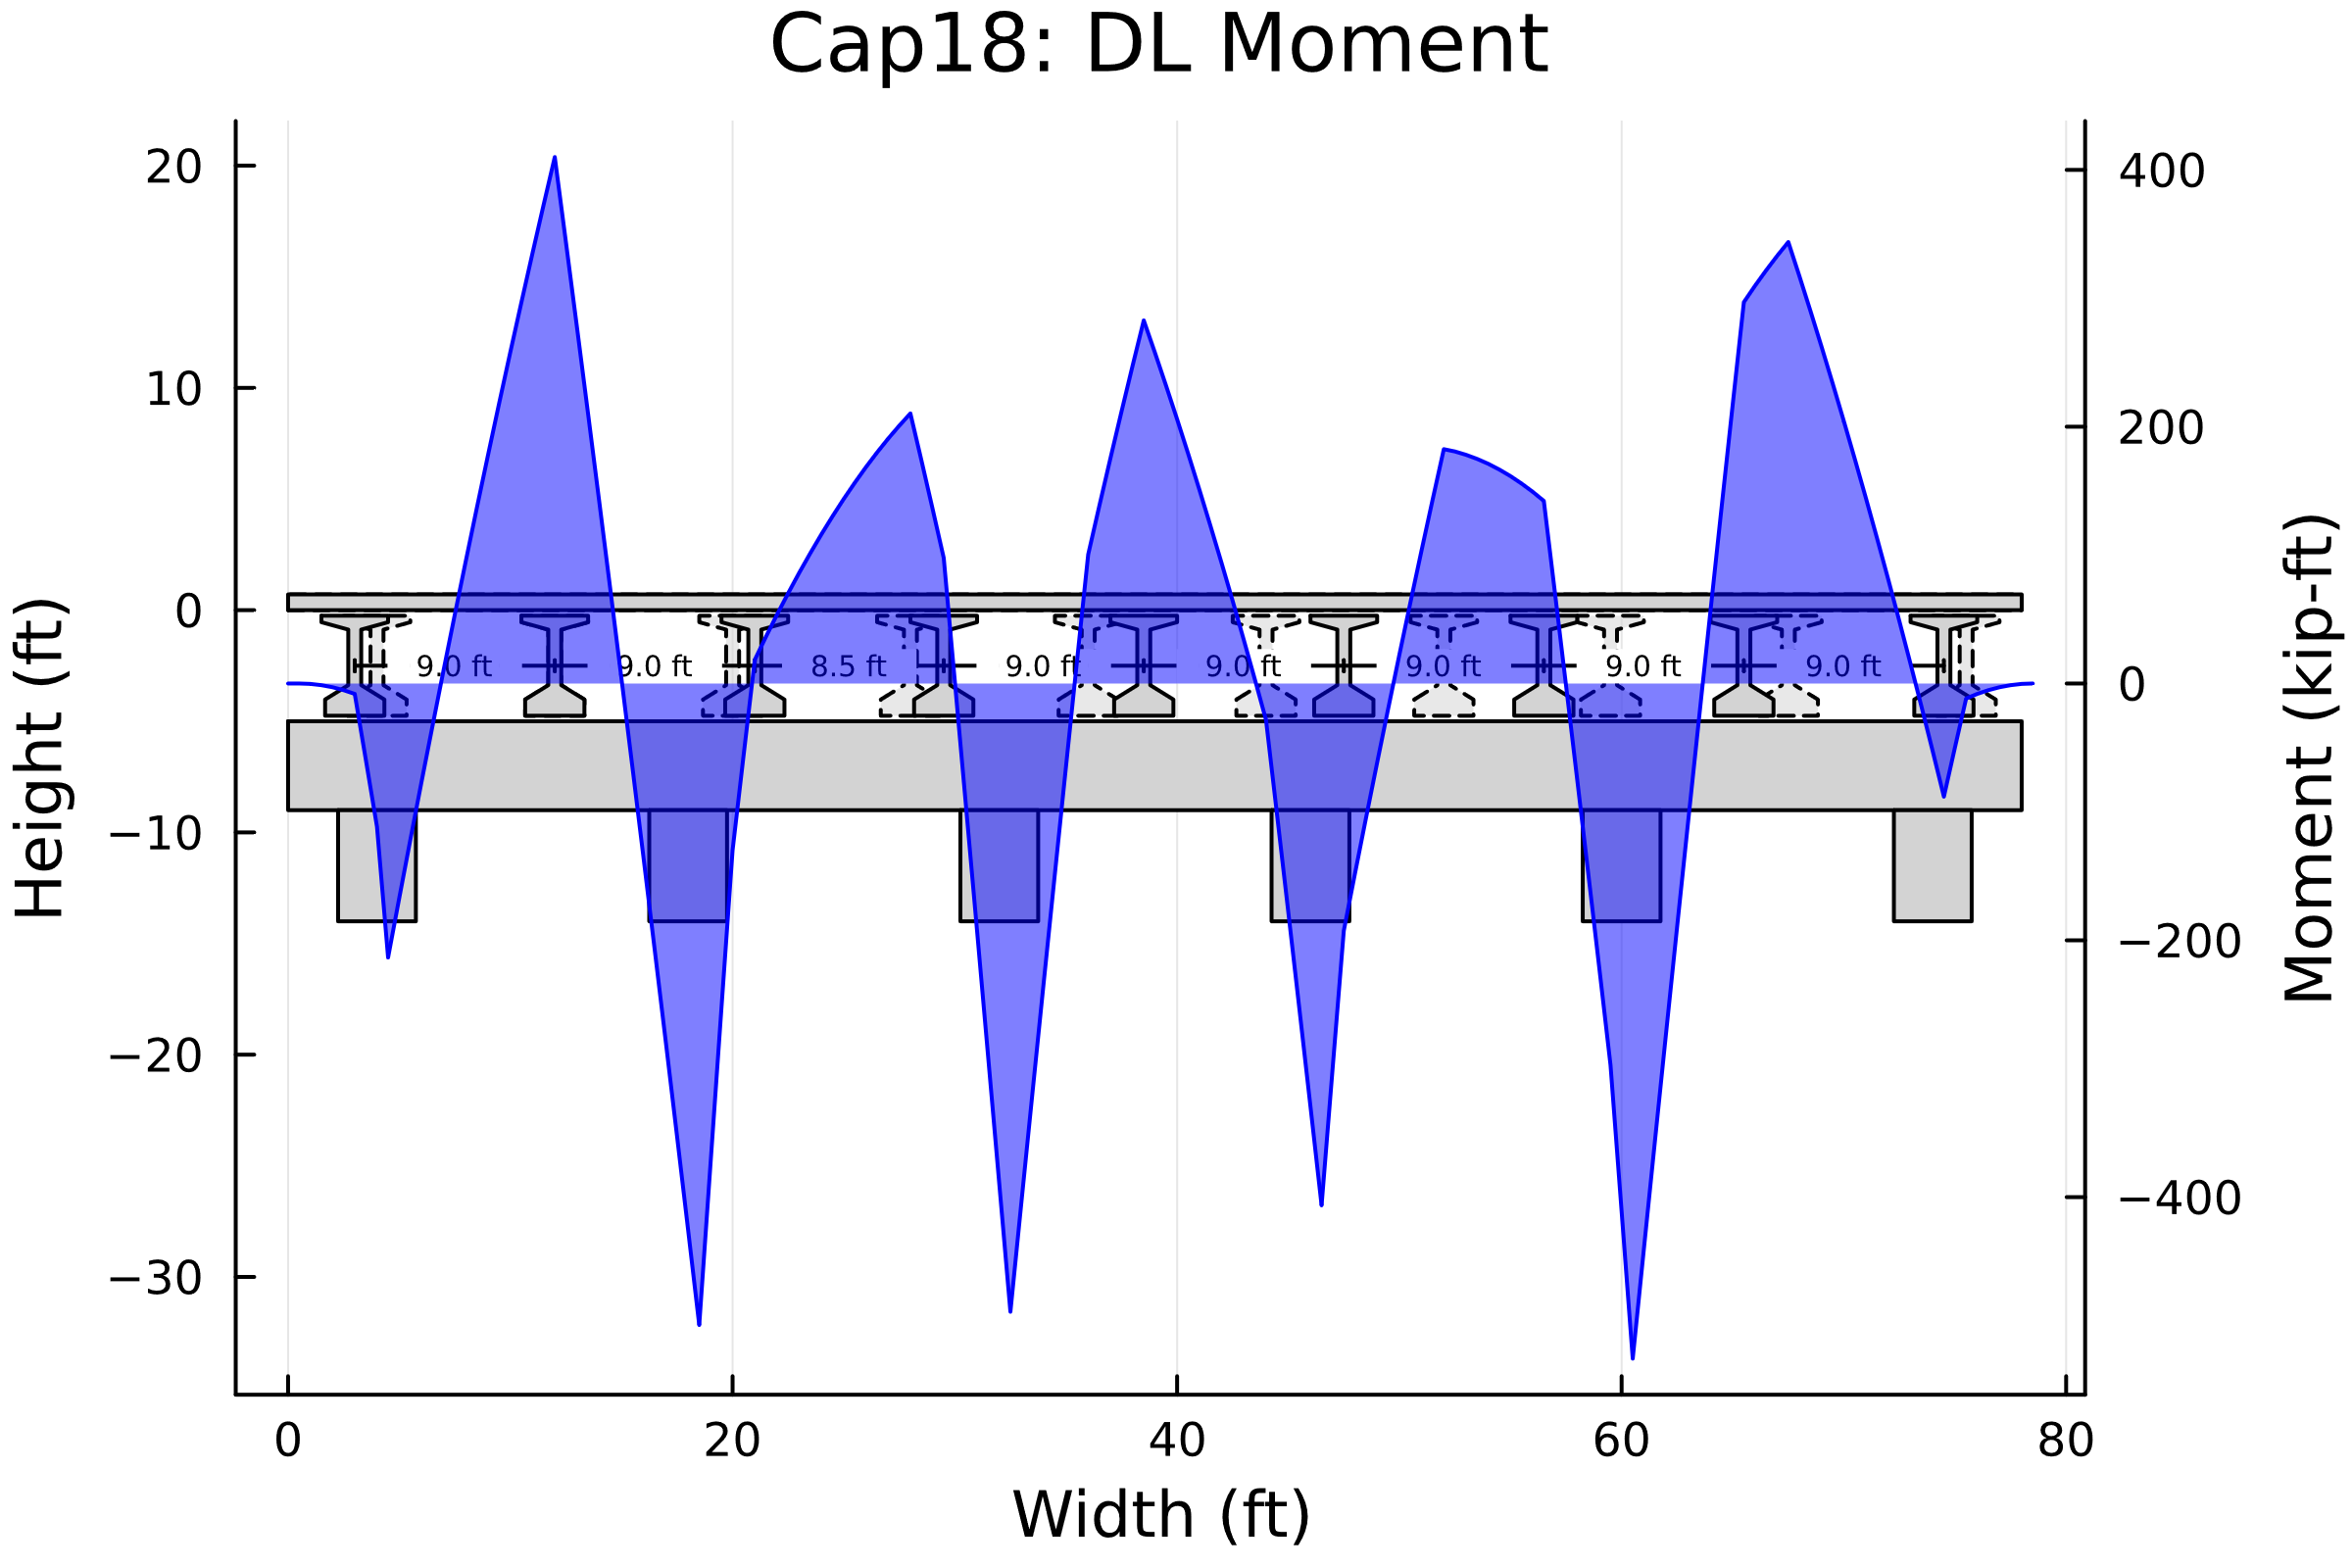 Cap18: DL Moment
Height (ft)
20
10
0
−10
−20
−30
9.0 ft 9.0 ft 8.5 ft 9.0 ft 9.0 ft 9.0 ft 9.0 ft 9.0 ft
400
200
0
−200
−400
Moment (kip-ft)
0 20 40 60 80
Width (ft)